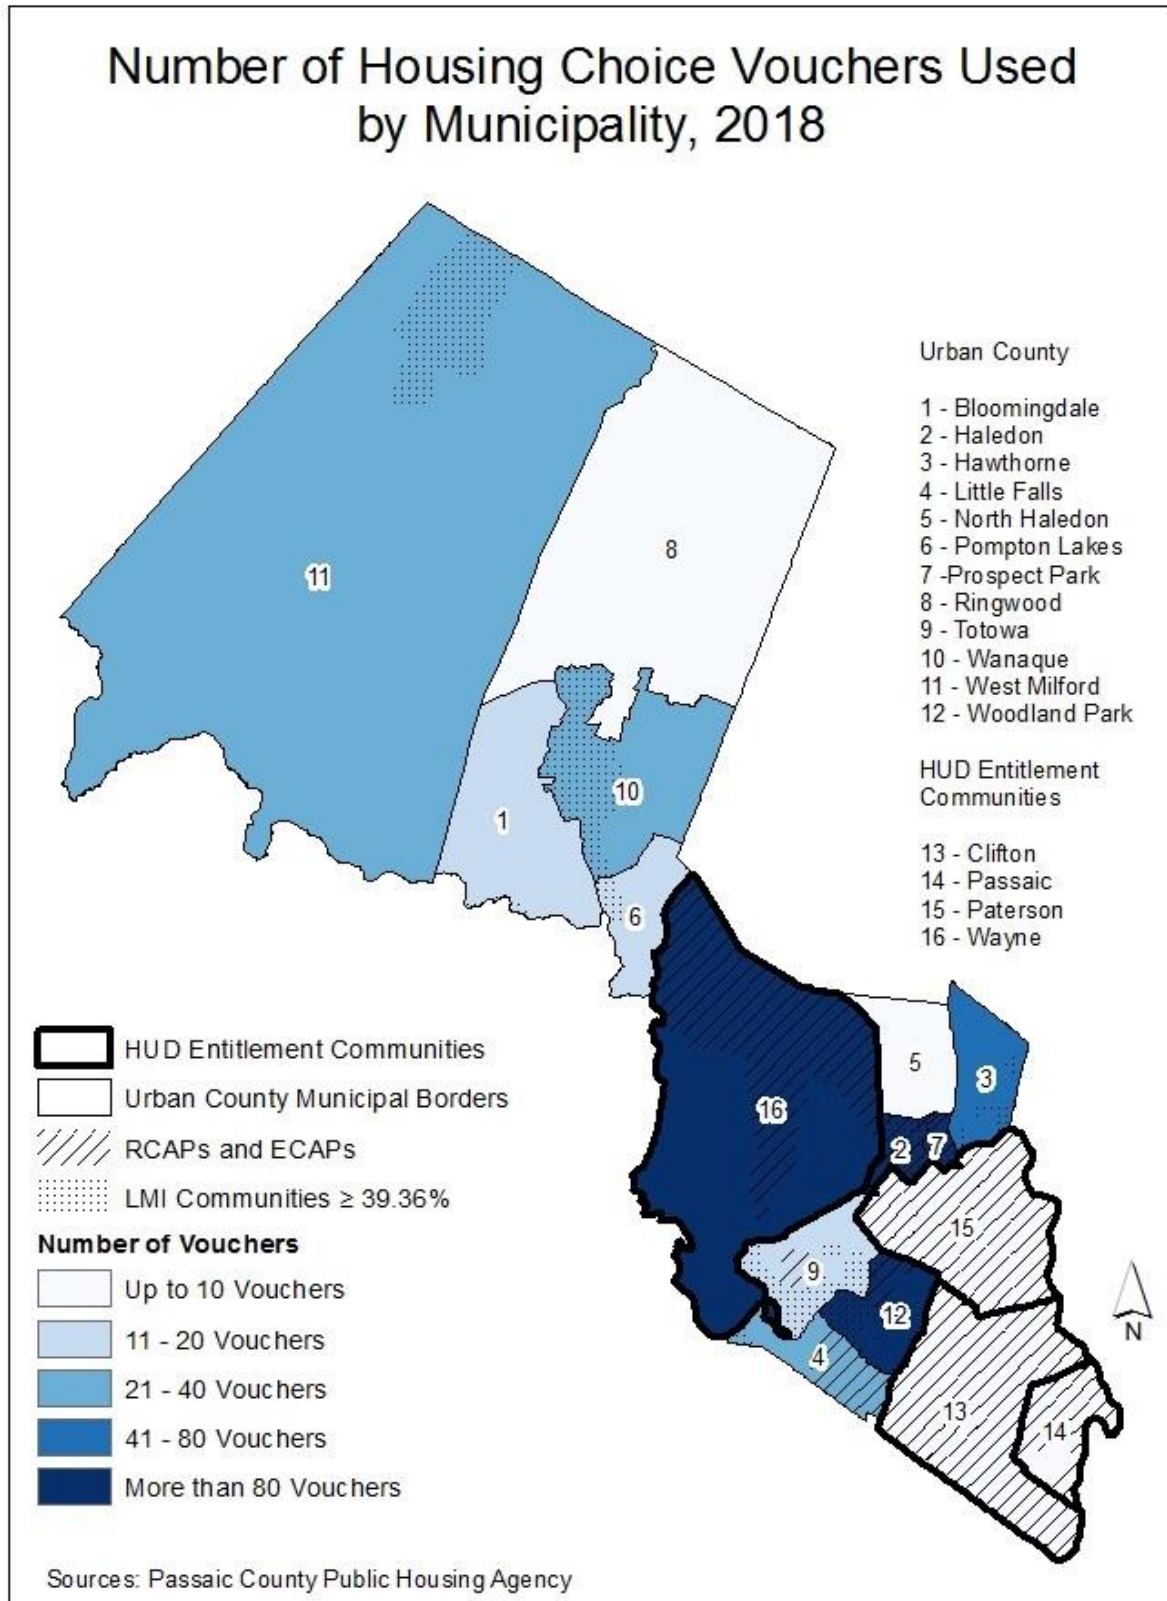 Number of Housing Choice Vouchers Used
by Municipality, 2018
Urban County
1 - Bloomingdale
2 - Haledon
3 - Hawthorne
4 - Little Falls
5 - North Haledon
6 - Pompton Lakes
7 -Prospect Park
8 - Ringwood
9 - Totowa
10 - Wanaque
11 - West Milford
12 - Woodland Park
HUD Entitlement
Communities
13 - Clifton
14 - Passaic
15 - Paterson
16 - Wayne
8
11
10
1
6
5
3
16
2
7
15
9
12
4
13
14
N
HUD Entitlement Communities
Urban County Municipal Borders
RCAPs and ECAPs
LMI Communities ≥ 39.36%
Number of Vouchers
Up to 10 Vouchers
11 - 20 Vouchers
21 - 40 Vouchers
41 - 80 Vouchers
More than 80 Vouchers
Sources: Passaic County Public Housing Agency